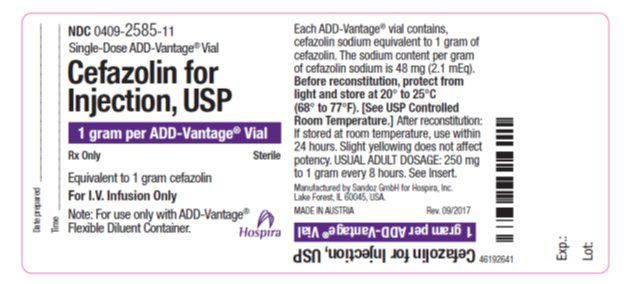 Date prepared
Time
NDC 0409-2585-11
Single-Dose ADD-Vantage® Vial
Cefazolin for
Injection, USP
1 gram per ADD-Vantage® Vial
Rx Only Sterile
Equivalent to 1 gram cefazolin
For I.V. Infusion Only
Note: For use only with ADD-Vantage®
Flexible Diluent Container.
Hospira
Each ADD-Vantage® vial contains,
cefazolin sodium equivalent to 1 gram of
cefazolin. The sodium content per gram
of cefazolin sodium is 48 mg (2.1 mEq).
Before reconstitution, protect from
light and store at 20° to 25°C
(68° to 77°F). [See USP Controlled
Room Temperature.] After reconstitution:
If stored at room temperature, use within
24 hours. Slight yellowing does not affect
potency. USUAL ADULT DOSAGE: 250 mg
to 1 gram every 8 hours. See Insert.
Manufactured by Sandoz GmbH for Hospira, Inc.
Lake Forest, IL 60045, USA.
MADE IN AUSTRIA Rev. 09/2017
Cefazolin for Injection, USP
1 gram per ADD-Vantage® Vial
46192641
Exp.:
Lot: